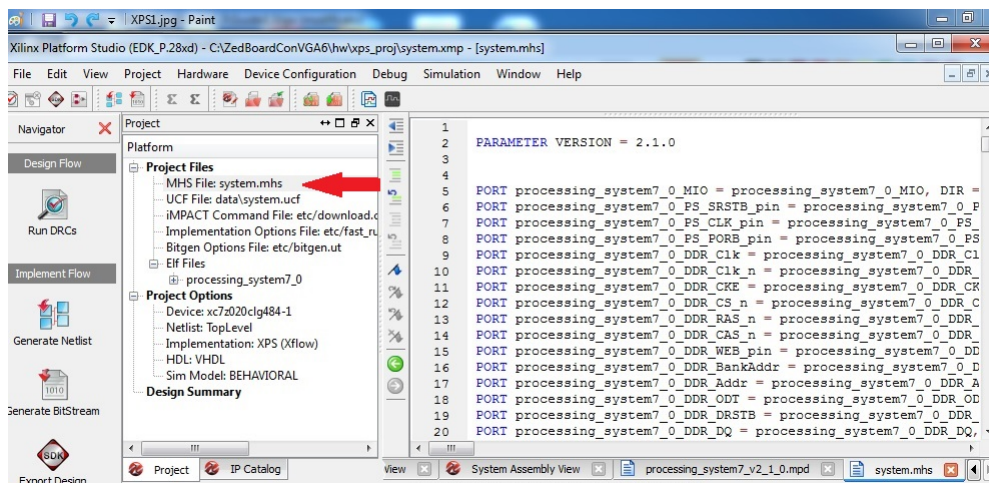 XPS1.jpg - Paint
Xilinx Platform Studio (EDK_P.28xd) - C:\ZedBoardConVGA6\hw\xps_proj\system.xmp - [system.mhs]
File Edit View Project Hardware Device Configuration Debug Simulation Window Help
Navigator
Design Flow
Run DRCs
Implement Flow
Generate Netlist
1010
Generate BitStream
SDK
Export Design
Project
Platform
Project Files
MHS File: system.mhs
UCF File: data\system.ucf
iMPACT Command File: etc/download.c
Implementation Options File: etc/fast_ru
Bitgen Options File: etc/bitgen.ut
Elf Files
processing_system7_0
Project Options
Device: xc7z020clg484-1
Netlist: TopLevel
Implementation: XPS (Xflow)
HDL: VHDL
Sim Model: BEHAVIORAL
Design Summary
Project IP Catalog
1
2 PARAMETER VERSION = 2.1.0
3
4
5 PORT processing_system7_0_MIO = processing_system7_0_MIO, DIR =
6 PORT processing_system7_0_PS_SRSTB_pin = processing_system7_0_P
7 PORT processing_system7_0_PS_CLK_pin = processing_system7_0_PS_
8 PORT processing_system7_0_PS_PORB_pin = processing_system7_0_PS
9 PORT processing_system7_0_DDR_Clk = processing_system7_0_DDR_Cl
10 PORT processing_system7_0_DDR_Clk_n = processing_system7_0_DDR_
11 PORT processing_system7_0_DDR_CKE = processing_system7_0_DDR_CK
12 PORT processing_system7_0_DDR_CS_n = processing_system7_0_DDR_C
13 PORT processing_system7_0_DDR_RAS_n = processing_system7_0_DDR_
14 PORT processing_system7_0_DDR_CAS_n = processing_system7_0_DDR_
15 PORT processing_system7_0_DDR_WEB_pin = processing_system7_0_DD
16 PORT processing_system7_0_DDR_BankAddr = processing_system7_0_D
17 PORT processing_system7_0_DDR_Addr = processing_system7_0_DDR_A
18 PORT processing_system7_0_DDR_ODT = processing_system7_0_DDR_OD
19 PORT processing_system7_0_DDR_DRSTB = processing_system7_0_DDR_
20 PORT processing_system7_0_DDR_DQ = processing_system7_0_DDR_DQ,
View System Assembly View processing_system7_v2_1_0.mpd system.mhs